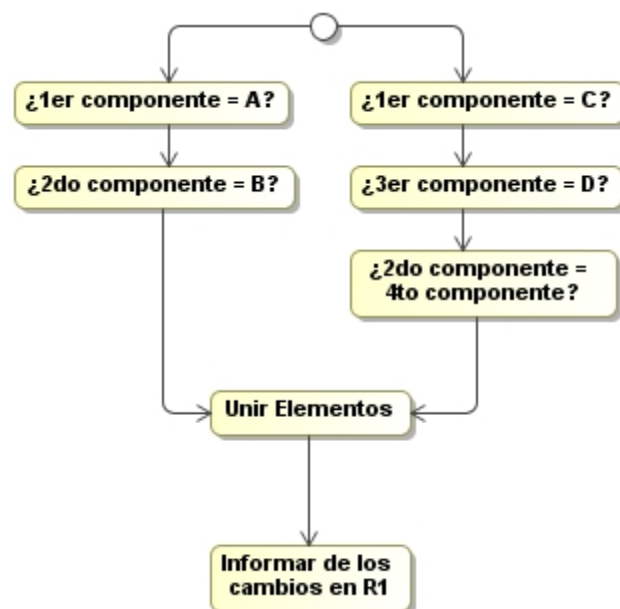 ¿1er componente = A?
¿1er componente = C?
¿2do componente = B?
¿3er componente = D?
¿2do componente =
4to componente?
Unir Elementos
Informar de los
cambios en R1